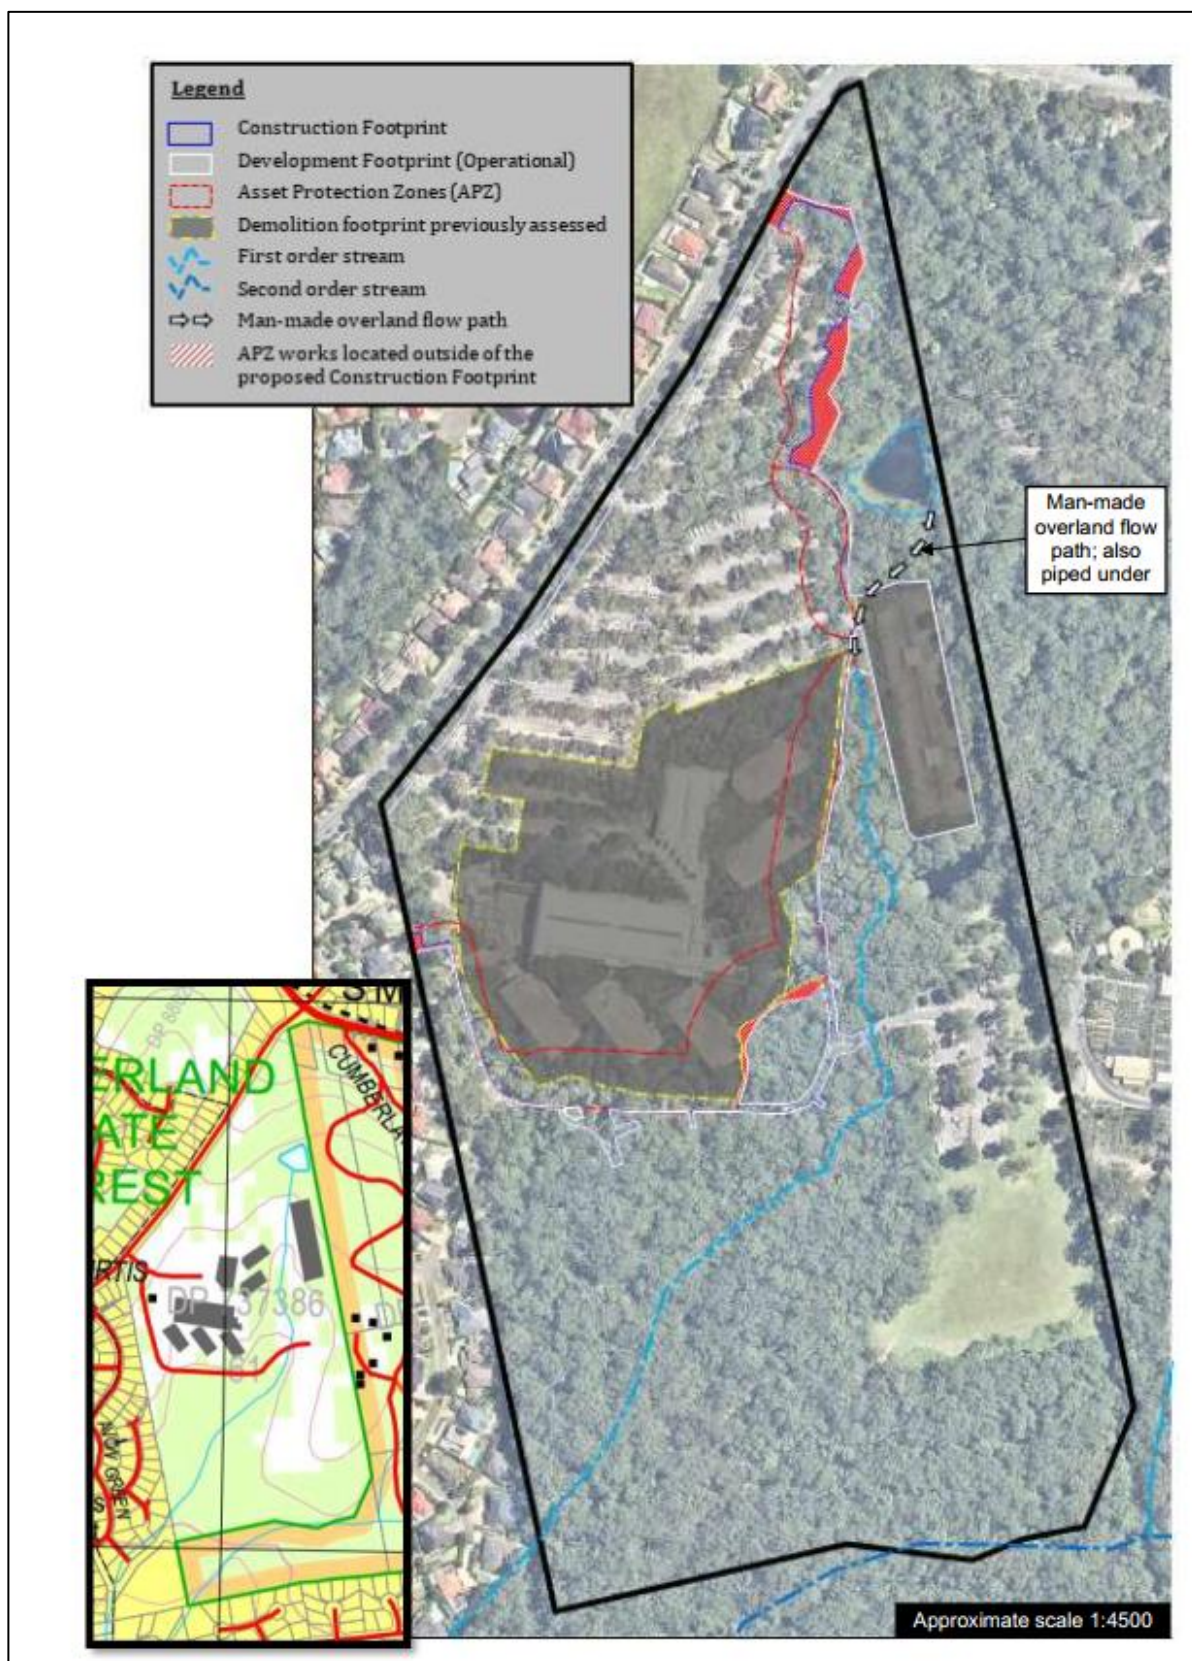 Legend
Construction Footprint
Development Footprint (Operational)
Asset Protection Zones (APZ)
Demolition footprint previously assessed
First order stream
Second order stream
Man-made overland flow path
APZ works located outside of the
proposed Construction Footprint
Man-made
overland flow
path; also
piped under
S M
CUMBERLA
ERLAND
ATE
REST
RTIS
DP 737386
Approximate scale 1:4500